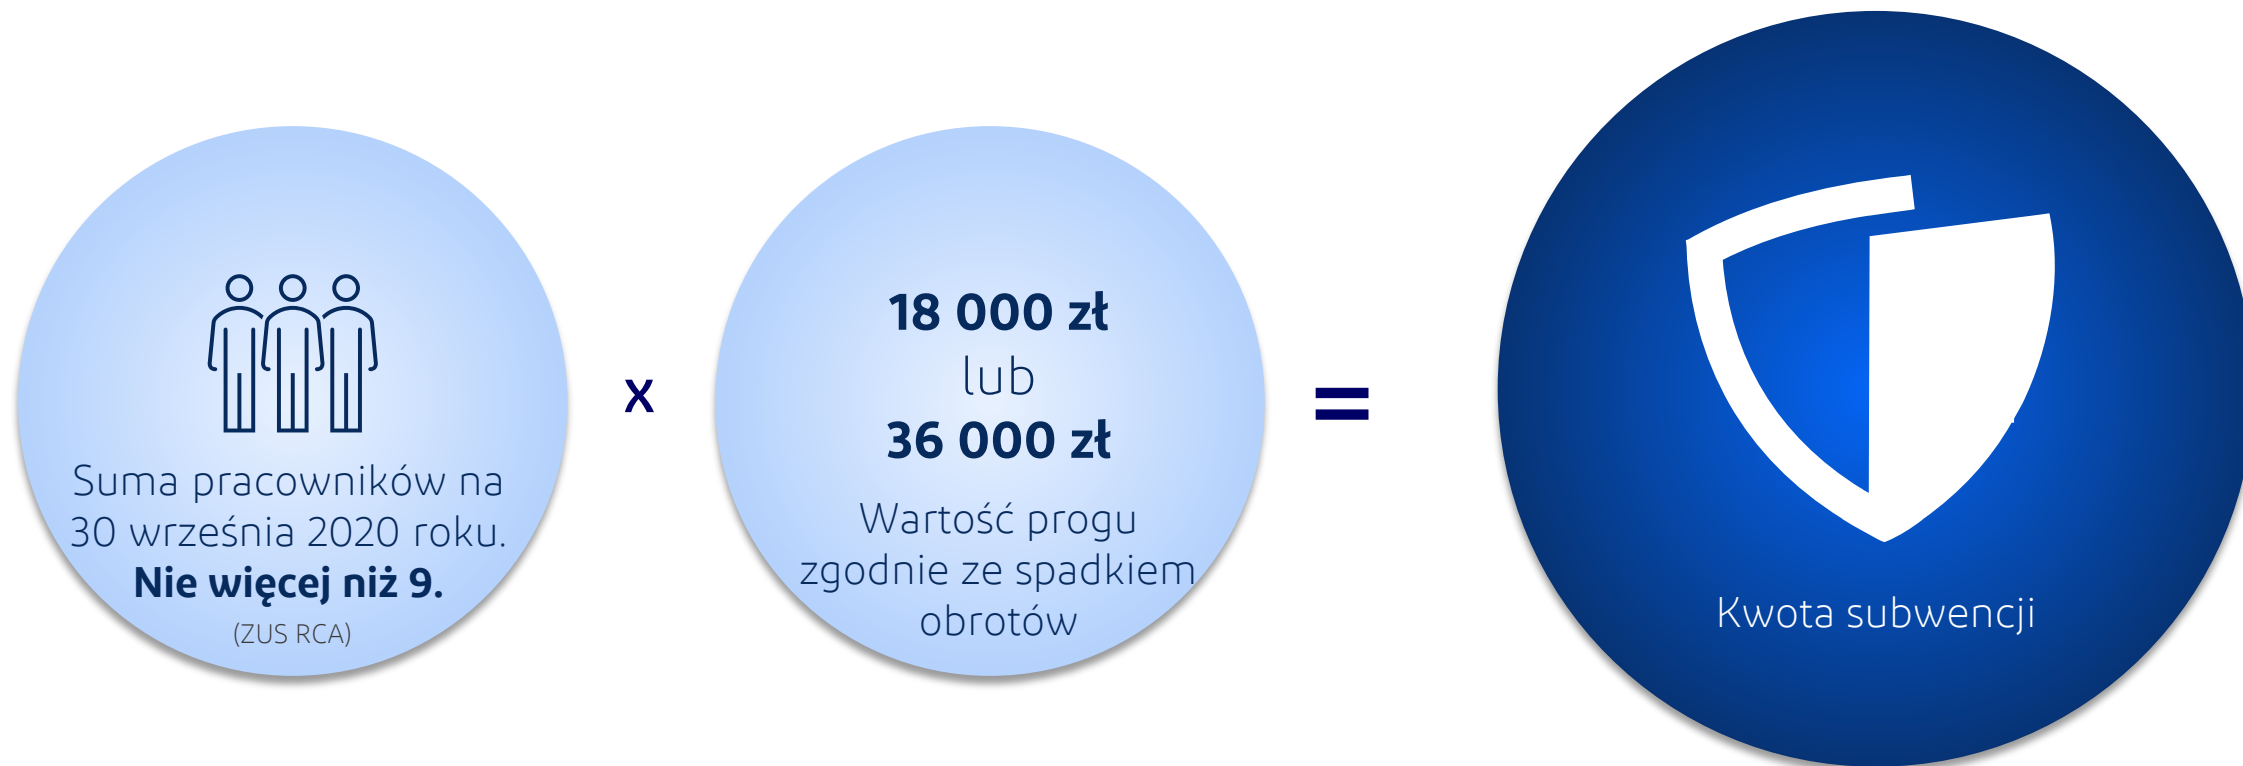 Suma pracowników na
30 września 2020 roku.
Nie więcej niż 9.
(ZUS RCA)
x
18 000 zł
lub
36 000 zł
Wartość progu
zgodnie ze spadkiem
obrotów
=
Kwota subwencji